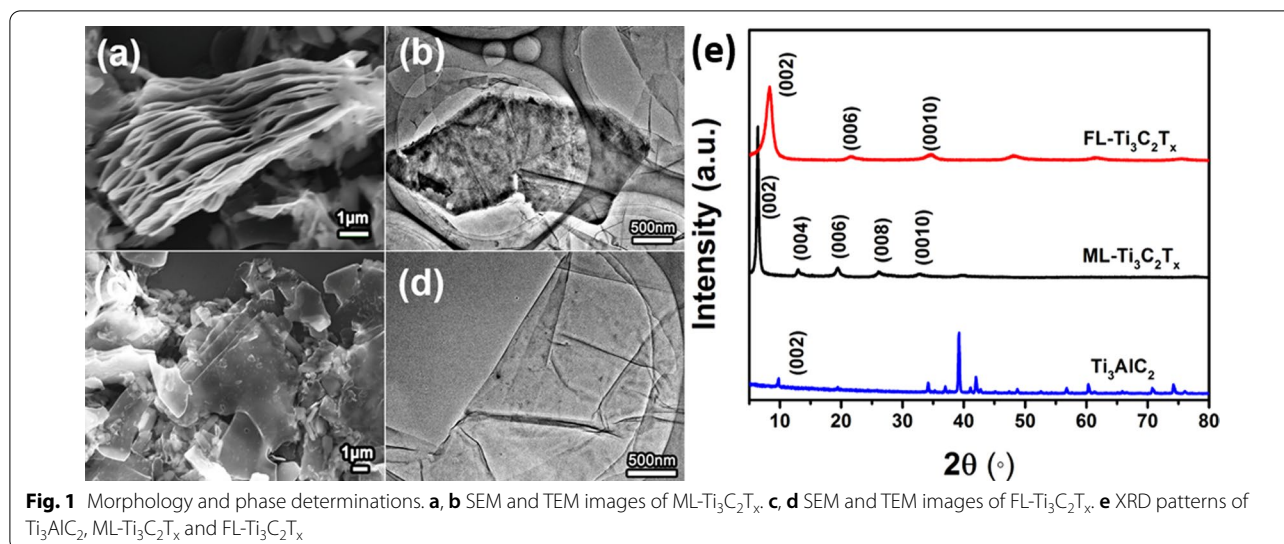 (a)
1μm
(b)
500nm
(c)
1μm
(d)
500nm
(e)
Intensity (a.u.)
(002)
(006)
(0010)
FL-Ti₃C₂Tₓ
(002)
(004)
(006)
(008)
(0010)
ML-Ti₃C₂Tₓ
(002)
Ti₃AlC₂
10 20 30 40 50 60 70 80
2θ (◦)
Fig. 1 Morphology and phase determinations. a, b SEM and TEM images of ML-Ti₃C₂Tₓ. c, d SEM and TEM images of FL-Ti₃C₂Tₓ. e XRD patterns of
Ti₃AlC₂, ML-Ti₃C₂Tₓ and FL-Ti₃C₂Tₓ